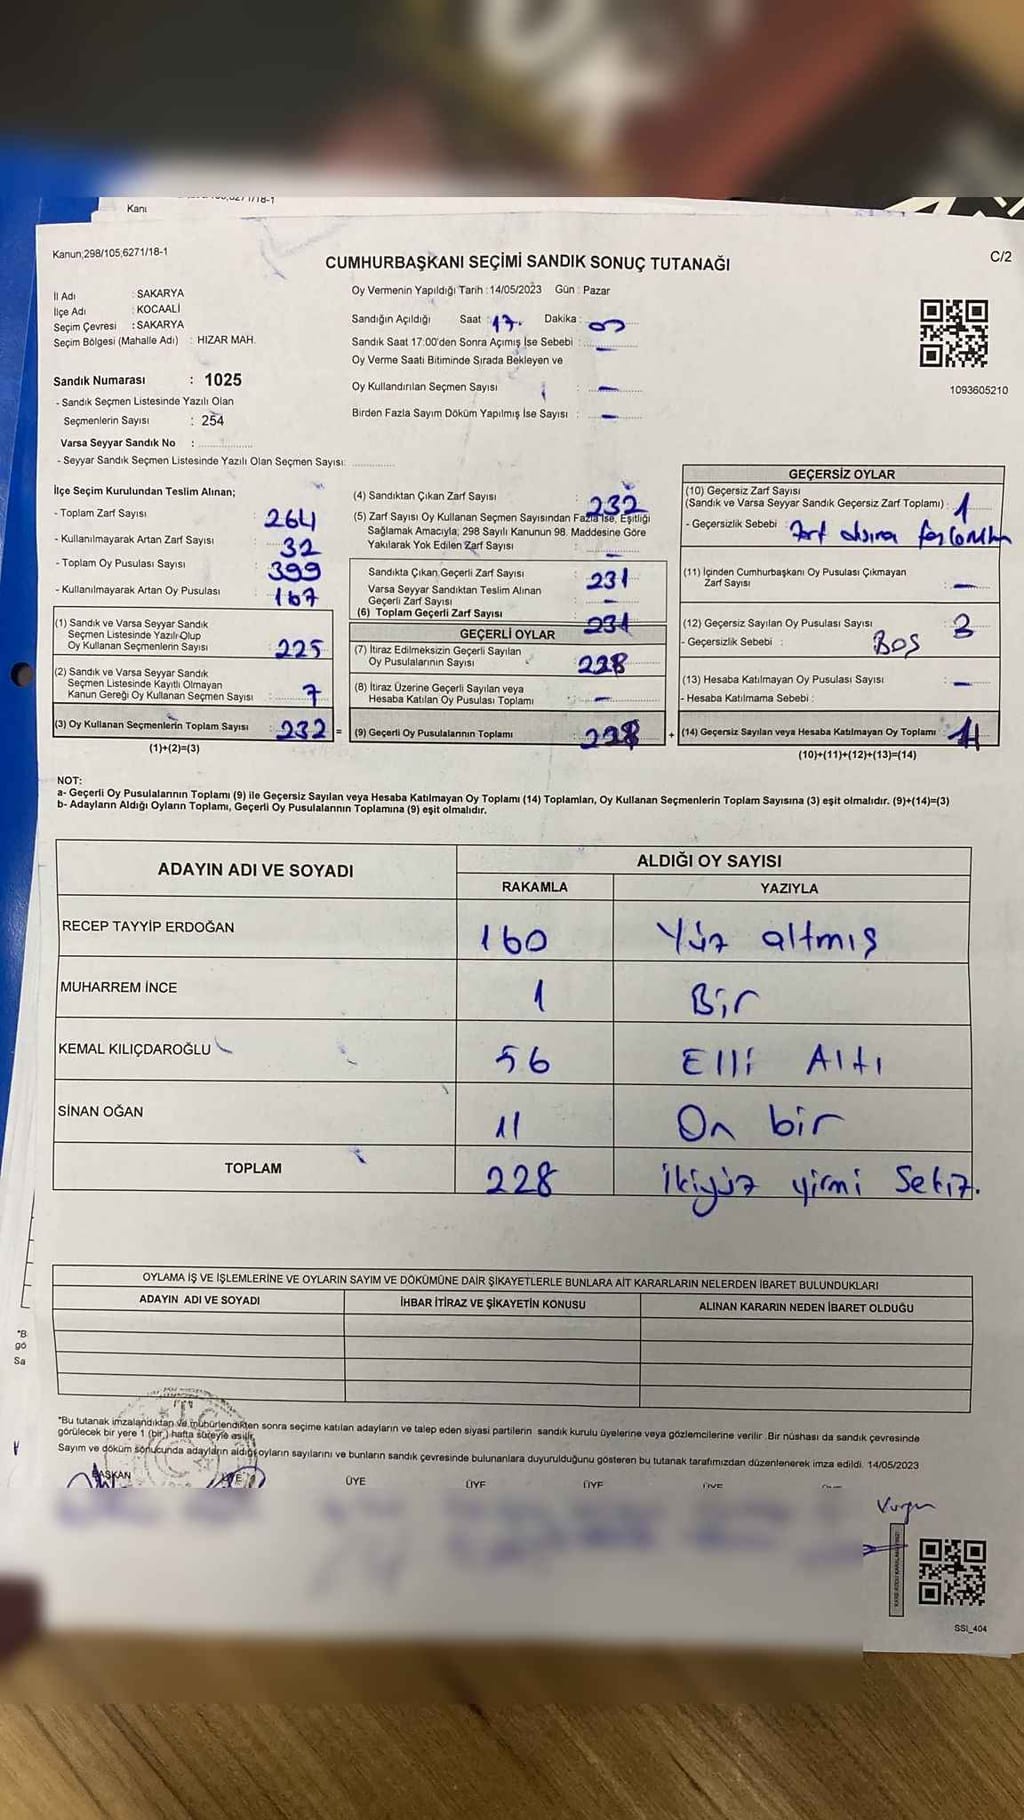 Kanu
Kanun;298/105;6271/18-1
C/2
CUMHURBAŞKANI SEÇİMİ SANDIK SONUÇ TUTANAĞI
İl Adı : SAKARYA
İlçe Adı : KOCAALİ
Seçim Çevresi : SAKARYA
Seçim Bölgesi (Mahalle Adı) : HIZAR MAH.
Oy Vermenin Yapıldığı Tarih :14/05/2023 Gün : Pazar
Sandığın Açıldığı Saat : 17. Dakika :
Sandık Saat 17:00'den Sonra Açımış İse Sebebi : –
Oy Verme Saati Bitiminde Sırada Bekleyen ve
Oy Kullandırılan Seçmen Sayısı : –
Birden Fazla Sayım Döküm Yapılmış İse Sayısı : –
1093605210
Sandık Numarası : 1025
- Sandık Seçmen Listesinde Yazılı Olan
Seçmenlerin Sayısı : 254
Varsa Seyyar Sandık No :
- Seyyar Sandık Seçmen Listesinde Yazılı Olan Seçmen Sayısı:
İlçe Seçim Kurulundan Teslim Alınan;
- Toplam Zarf Sayısı : 264
- Kullanılmayarak Artan Zarf Sayısı : 32
- Toplam Oy Pusulası Sayısı : 399
- Kullanılmayarak Artan Oy Pusulası : 167
(1) Sandık ve Varsa Seyyar Sandık
Seçmen Listesinde Yazılı Olup
Oy Kullanan Seçmenlerin Sayısı : 225
(2) Sandık ve Varsa Seyyar Sandık
Seçmen Listesinde Kayıtlı Olmayan
Kanun Gereği Oy Kullanan Seçmen Sayısı : 7
(3) Oy Kullanan Seçmenlerin Toplam Sayısı : 232 =
(1)+(2)=(3)
(4) Sandıktan Çıkan Zarf Sayısı : 232
(5) Zarf Sayısı Oy Kullanan Seçmen Sayısından Fazla İse, Eşitliği
Sağlamak Amacıyla; 298 Sayılı Kanunun 98. Maddesine Göre
Yakılarak Yok Edilen Zarf Sayısı : –
Sandıkta Çıkan Geçerli Zarf Sayısı : 231
Varsa Seyyar Sandıktan Teslim Alınan
Geçerli Zarf Sayısı : –
(6) Toplam Geçerli Zarf Sayısı : 231
GEÇERLİ OYLAR
(7) İtiraz Edilmeksizin Geçerli Sayılan
Oy Pusulalarının Sayısı : 228
(8) İtiraz Üzerine Geçerli Sayılan veya
Hesaba Katılan Oy Pusulası Toplamı : –
(9) Geçerli Oy Pusulalarının Toplamı : 228 +
GEÇERSİZ OYLAR
(10) Geçersiz Zarf Sayısı
(Sandık ve Varsa Seyyar Sandık Geçersiz Zarf Toplamı) : 1
- Geçersizlik Sebebi : Zarf
(11) İçinden Cumhurbaşkanı Oy Pusulası Çıkmayan
Zarf Sayısı : –
(12) Geçersiz Sayılan Oy Pusulası Sayısı : 3
- Geçersizlik Sebebi : BOŞ
(13) Hesaba Katılmayan Oy Pusulası Sayısı : –
- Hesaba Katılmama Sebebi :
(14) Geçersiz Sayılan veya Hesaba Katılmayan Oy Toplamı :
(10)+(11)+(12)+(13)=(14)
NOT:
a- Geçerli Oy Pusulalarının Toplamı (9) ile Geçersiz Sayılan veya Hesaba Katılmayan Oy Toplamı (14) Toplamları, Oy Kullanan Seçmenlerin Toplam Sayısına (3) eşit olmalıdır. (9)+(14)=(3)
b- Adayların Aldığı Oyların Toplamı, Geçerli Oy Pusulalarının Toplamına (9) eşit olmalıdır.
ADAYIN ADI VE SOYADI
ALDIĞI OY SAYISI
RAKAMLA YAZIYLA
RECEP TAYYİP ERDOĞAN 160 Yüz altmış
MUHARREM İNCE 1 Bir
KEMAL KILIÇDAROĞLU 56 Elli Altı
SİNAN OĞAN 11 On bir
TOPLAM 228 ikiyüz yirmi Sekiz.
OYLAMA İŞ VE İŞLEMLERİNE VE OYLARIN SAYIM VE DÖKÜMÜNE DAİR ŞİKAYETLERLE BUNLARA AİT KARARLARIN NELERDEN İBARET BULUNDUKLARI
ADAYIN ADI VE SOYADI İHBAR İTİRAZ VE ŞİKAYETİN KONUSU ALINAN KARARIN NEDEN İBARET OLDUĞU
*B
gö
Sa
*Bu tutanak imzalandıktan ve mühürlendikten sonra seçime katılan adayların ve talep eden siyasi partilerin sandık kurulu üyelerine veya gözlemcilerine verilir .Bir nüshası da sandık çevresinde
görülecek bir yere 1 (bir) hafta süreyle asılır.
Sayım ve döküm sonucunda adayların aldığı oyların sayılarını ve bunların sandık çevresinde bulunanlara duyurulduğunu gösteren bu tutanak tarafımızdan düzenlenerek imza edildi. 14/05/2023
BAŞKAN ÜYE ÜYE ÜYE ÜYE ÜYE
SSI_404